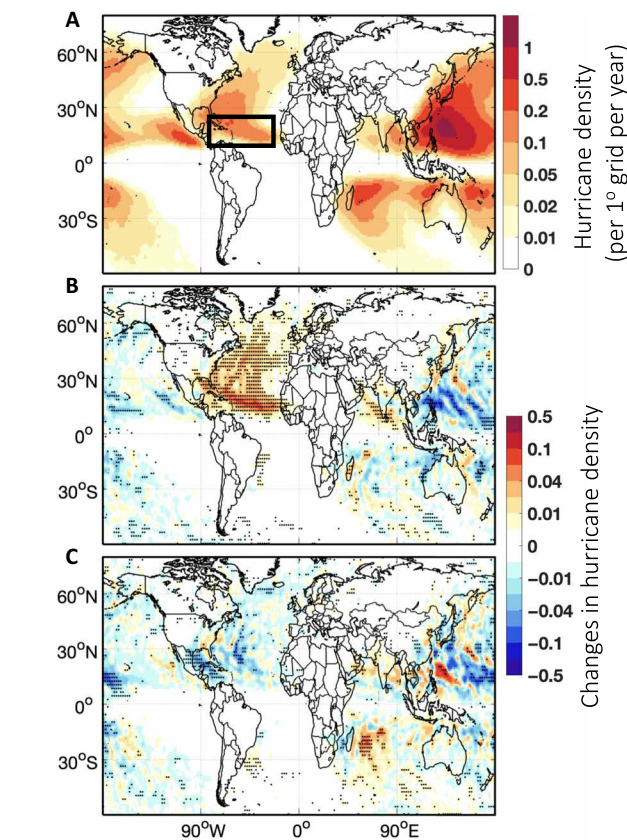 A
60°N
30°N
0°
30°S
1
0.5
0.2
0.1
0.05
0.02
0.01
0
Hurricane density
(per 1° grid per year)
B
60°N
30°N
0°
30°S
C
60°N
30°N
0°
30°S
90°W
0°
90°E
0.5
0.1
0.04
0.01
0
−0.01
−0.04
−0.1
−0.5
Changes in hurricane density